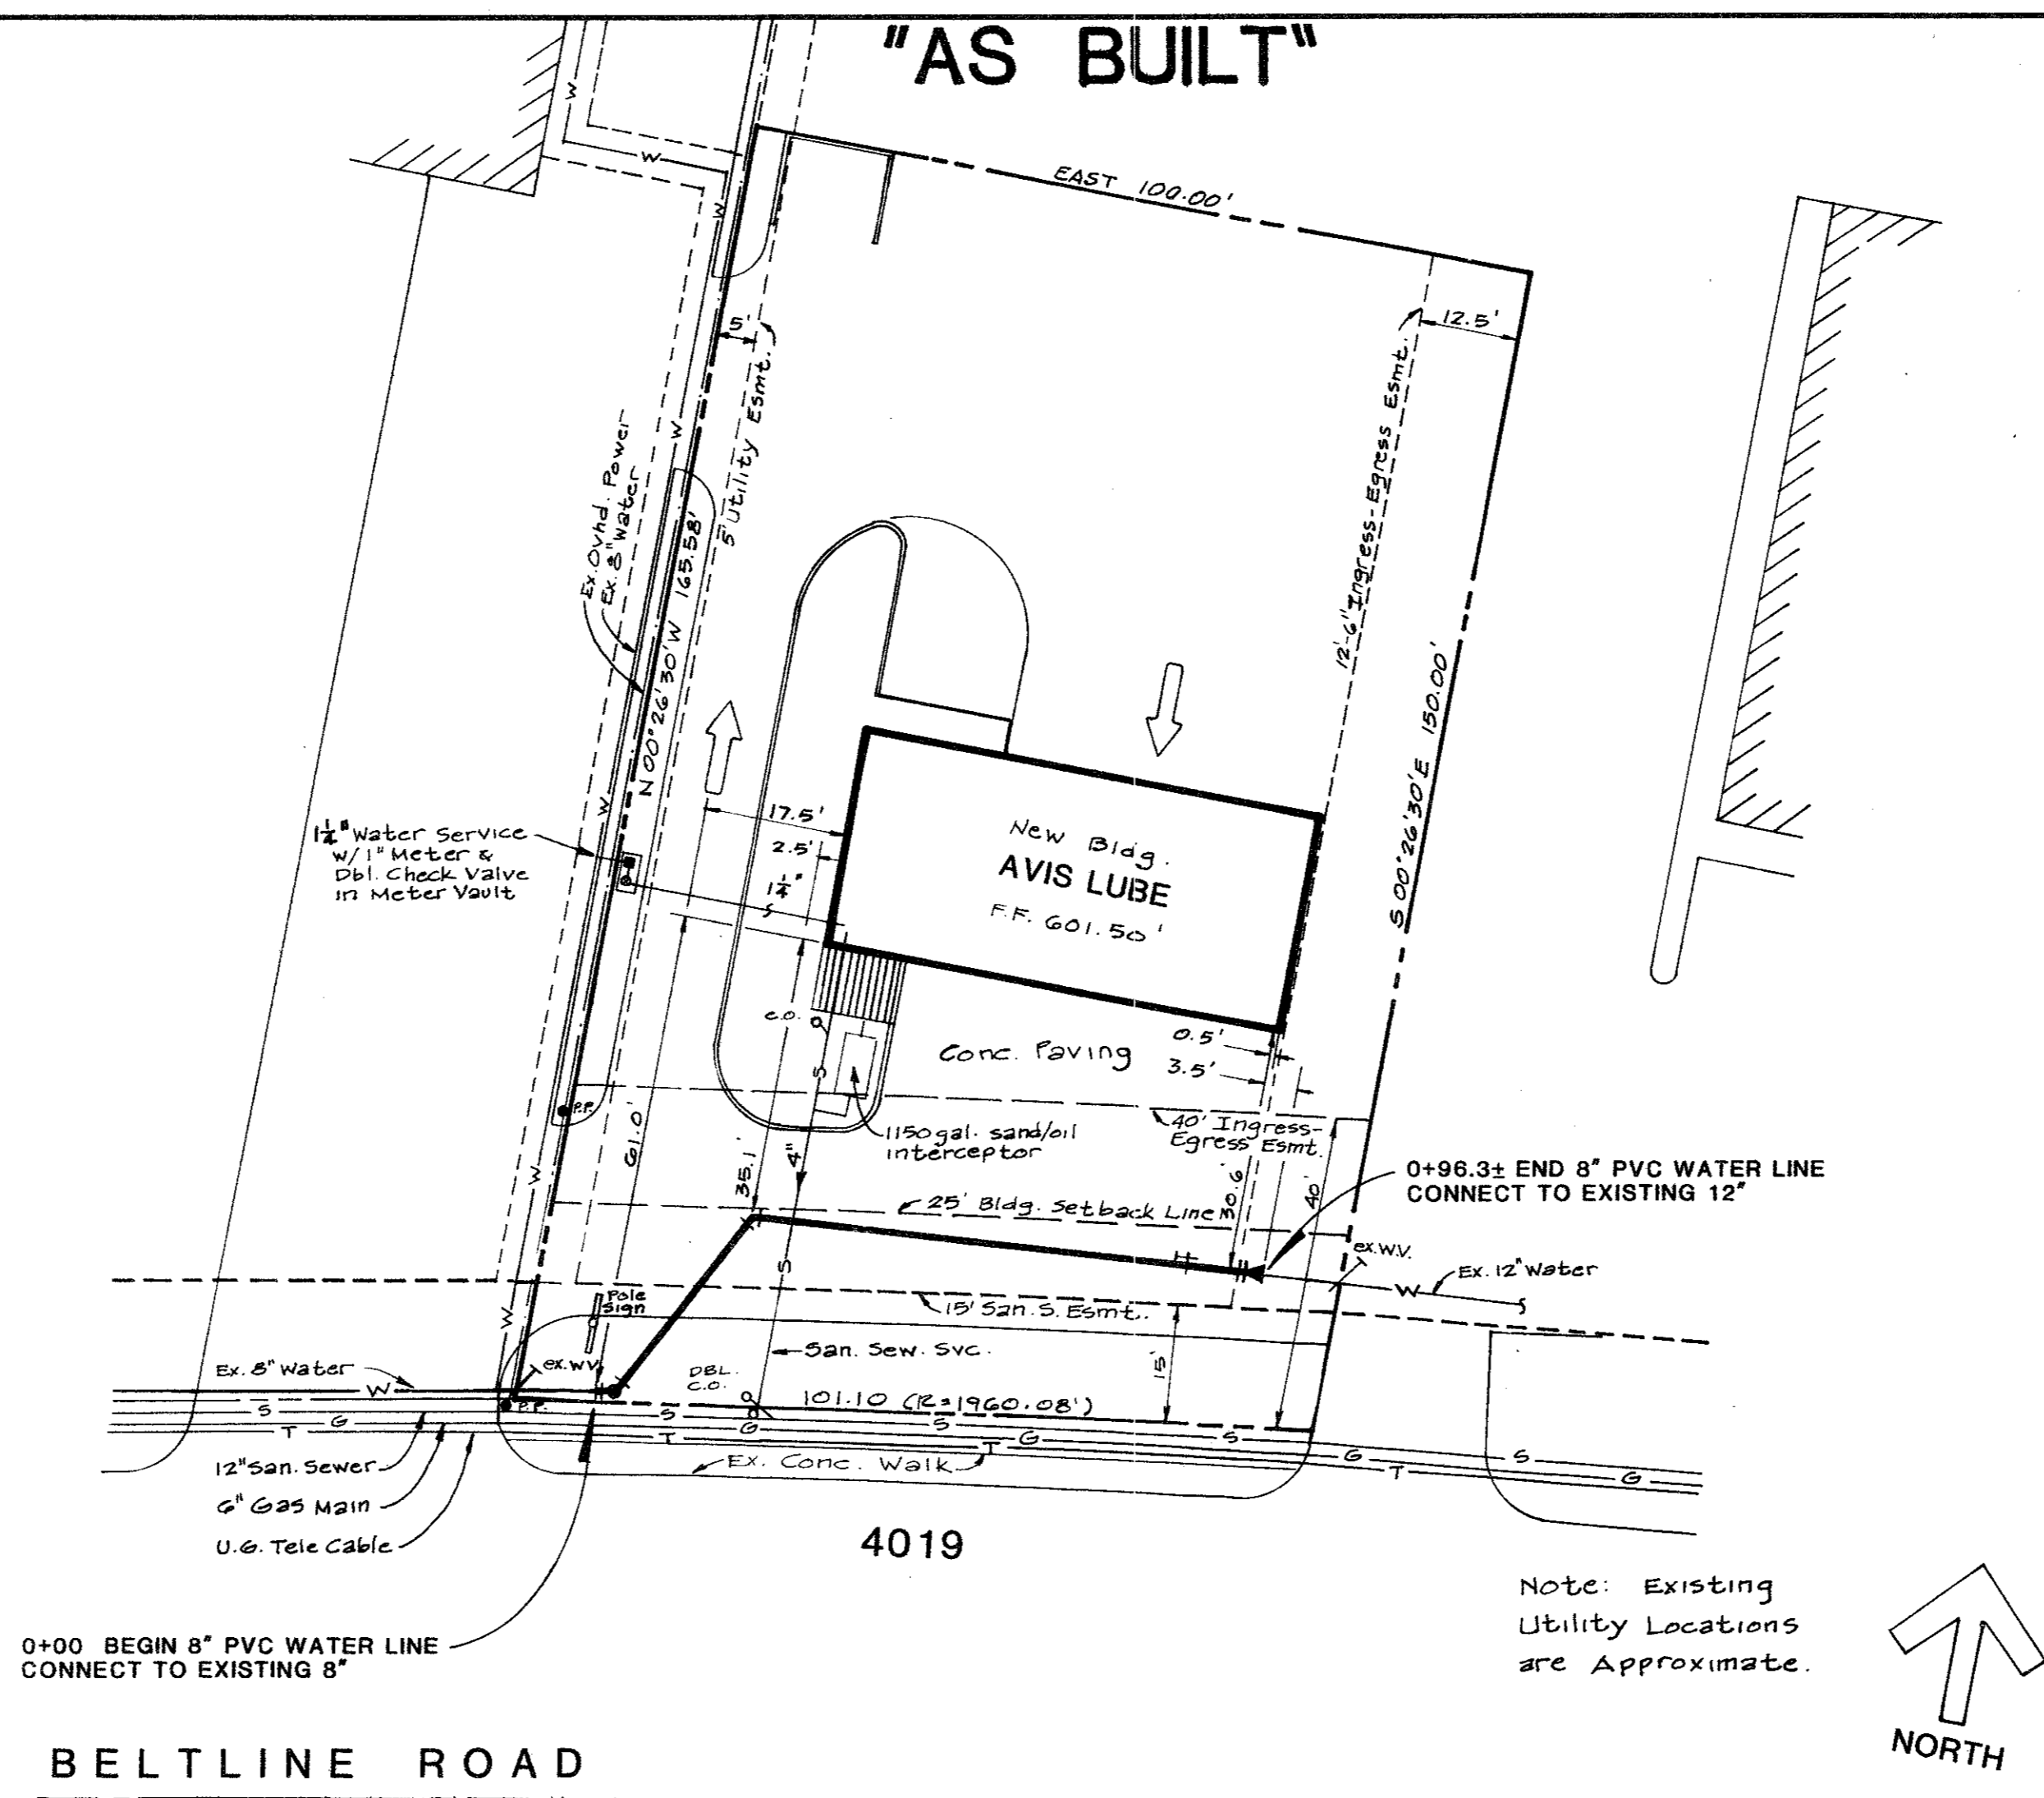 "AS BUILT"
EAST 100.00'
W
W
W
5'
12.5'
5' Utility Esmt.
12'-6" Ingress-Egress Esmt.
Ex. Ovhd. Power
Ex. 8" Water
W
N 00°26'30"W 165.58'
S 00°26'30"E 150.00'
W
17.5'
2.5'
1¼"
New Bldg.
AVIS LUBE
F.F. 601.50'
1¼" Water Service
W/1" Meter &
Dbl. Check Valve
in Meter Vault
C.O.
S
Conc. Paving
0.5'
3.5'
P.P.
61.0'
35.1'
4"
1150 gal. sand/oil
interceptor
40' Ingress-
Egress Esmt.
30.6'
40'
W
0+96.3± END 8" PVC WATER LINE
CONNECT TO EXISTING 12"
25' Bldg. Setback Line
S
ex.W.V.
W
Ex. 12" Water
Pole
Sign
15' San. S. Esmt.
W
San. Sew. Svc.
15'
Ex. 8" Water
W
ex.W.V.
DBL.
C.O.
101.10 (R=1960.08')
P.P.
S S S S S
G G G G G
T T T T
12" San. Sewer
6" Gas Main
U.G. Tele Cable
Ex. Conc. Walk
4019
0+00 BEGIN 8" PVC WATER LINE
CONNECT TO EXISTING 8"
Note: Existing
Utility Locations
are Approximate.
NORTH
BELTLINE ROAD